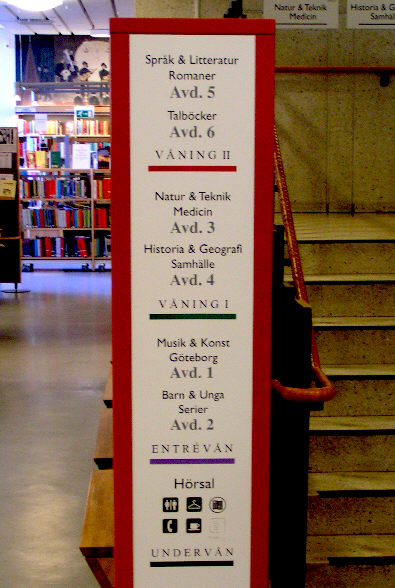 Natur & Teknik
Medicin
Historia & G
Samhäll
Språk & Litteratur
Romaner
Avd. 5
Talböcker
Avd. 6
VÅNING II
Natur & Teknik
Medicin
Avd. 3
Historia & Geografi
Samhälle
Avd. 4
VÅNING I
Musik & Konst
Göteborg
Avd. 1
Barn & Unga
Serier
Avd. 2
ENTRÉVÅN
Hörsal
UNDERVÅN